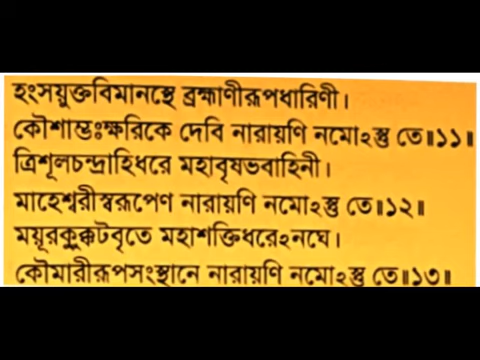 হংসযুক্তবিমানস্থে ব্রহ্মাণীরূপধারিণী।
কৌশাম্ভঃক্ষরিকে দেবি নারায়ণি নমোঽস্তু তে॥১১॥
ত্রিশূলচন্দ্রাহিধরে মহাবৃষভবাহিনী।
মাহেশ্বরীস্বরূপেণ নারায়ণি নমোঽস্তু তে॥১২॥
ময়ূরকুক্কটবৃতে মহাশক্তিধরেঽনঘে।
কৌমারীরূপসংস্থানে নারায়ণি নমোঽস্তু তে॥১৩॥